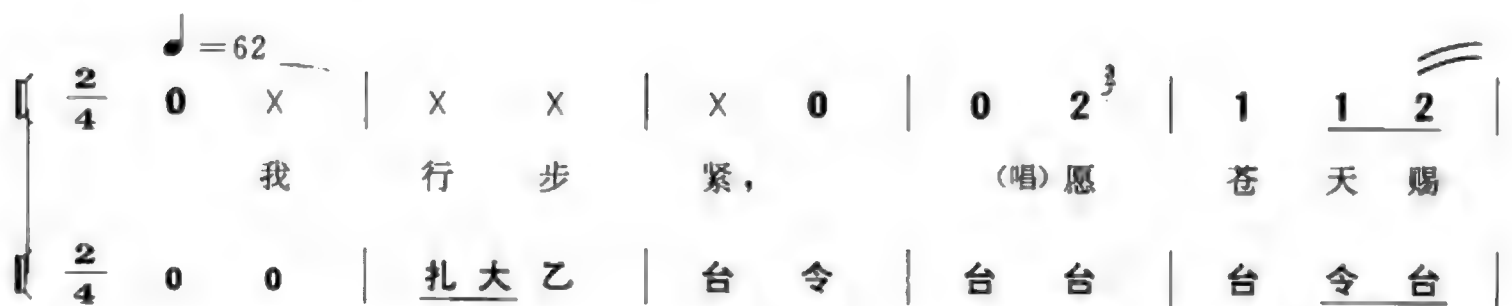 ♩=62
2/4 0 X | X X | X 0 | 0 2 3 | 1 1 2 |
我 行 步 紧， （唱）愿 苍 天 赐
2/4 0 0 | 扎 大 乙 | 台 令 | 台 台 | 台 令 台 |